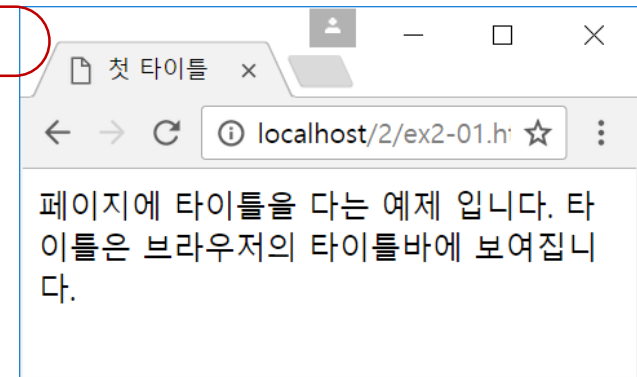 첫 타이틀
localhost/2/ex2-01.h
페이지에 타이틀을 다는 예제 입니다. 타
이틀은 브라우저의 타이틀바에 보여집니
다.